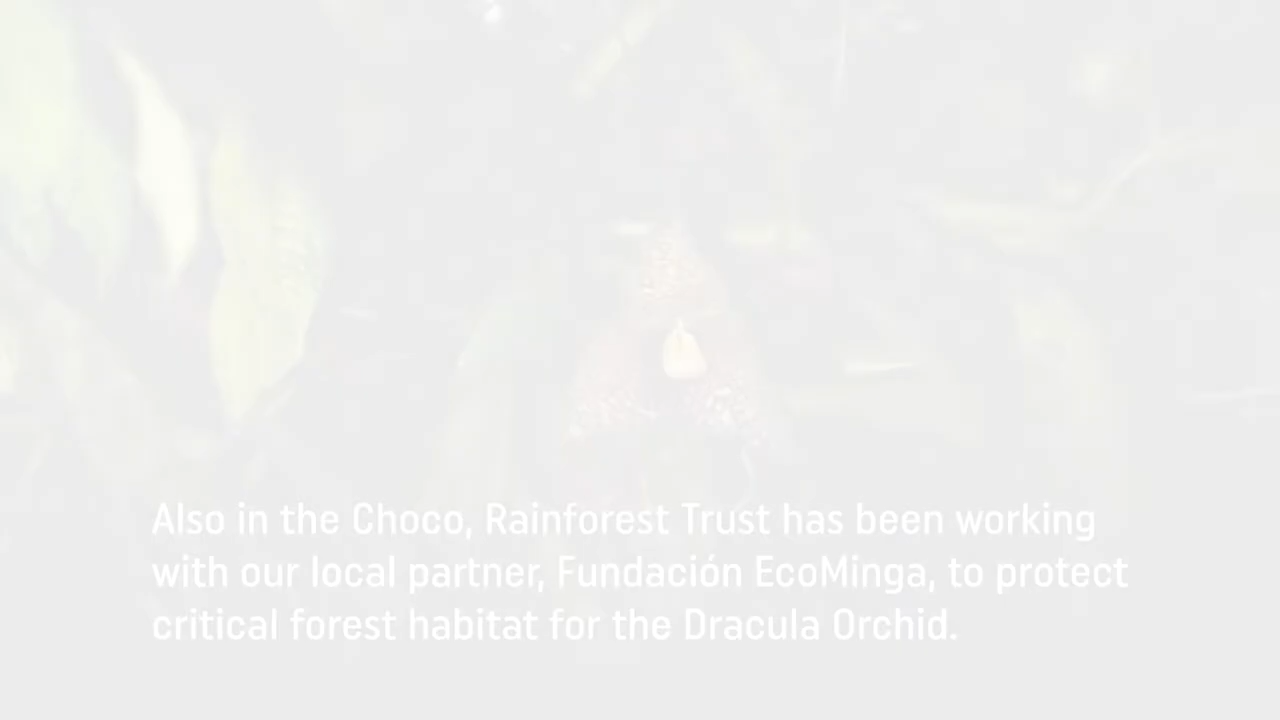 Also in the Choco, Rainforest Trust has been working
with our local partner, Fundación EcoMinga, to protect
critical forest habitat for the Dracula Orchid.